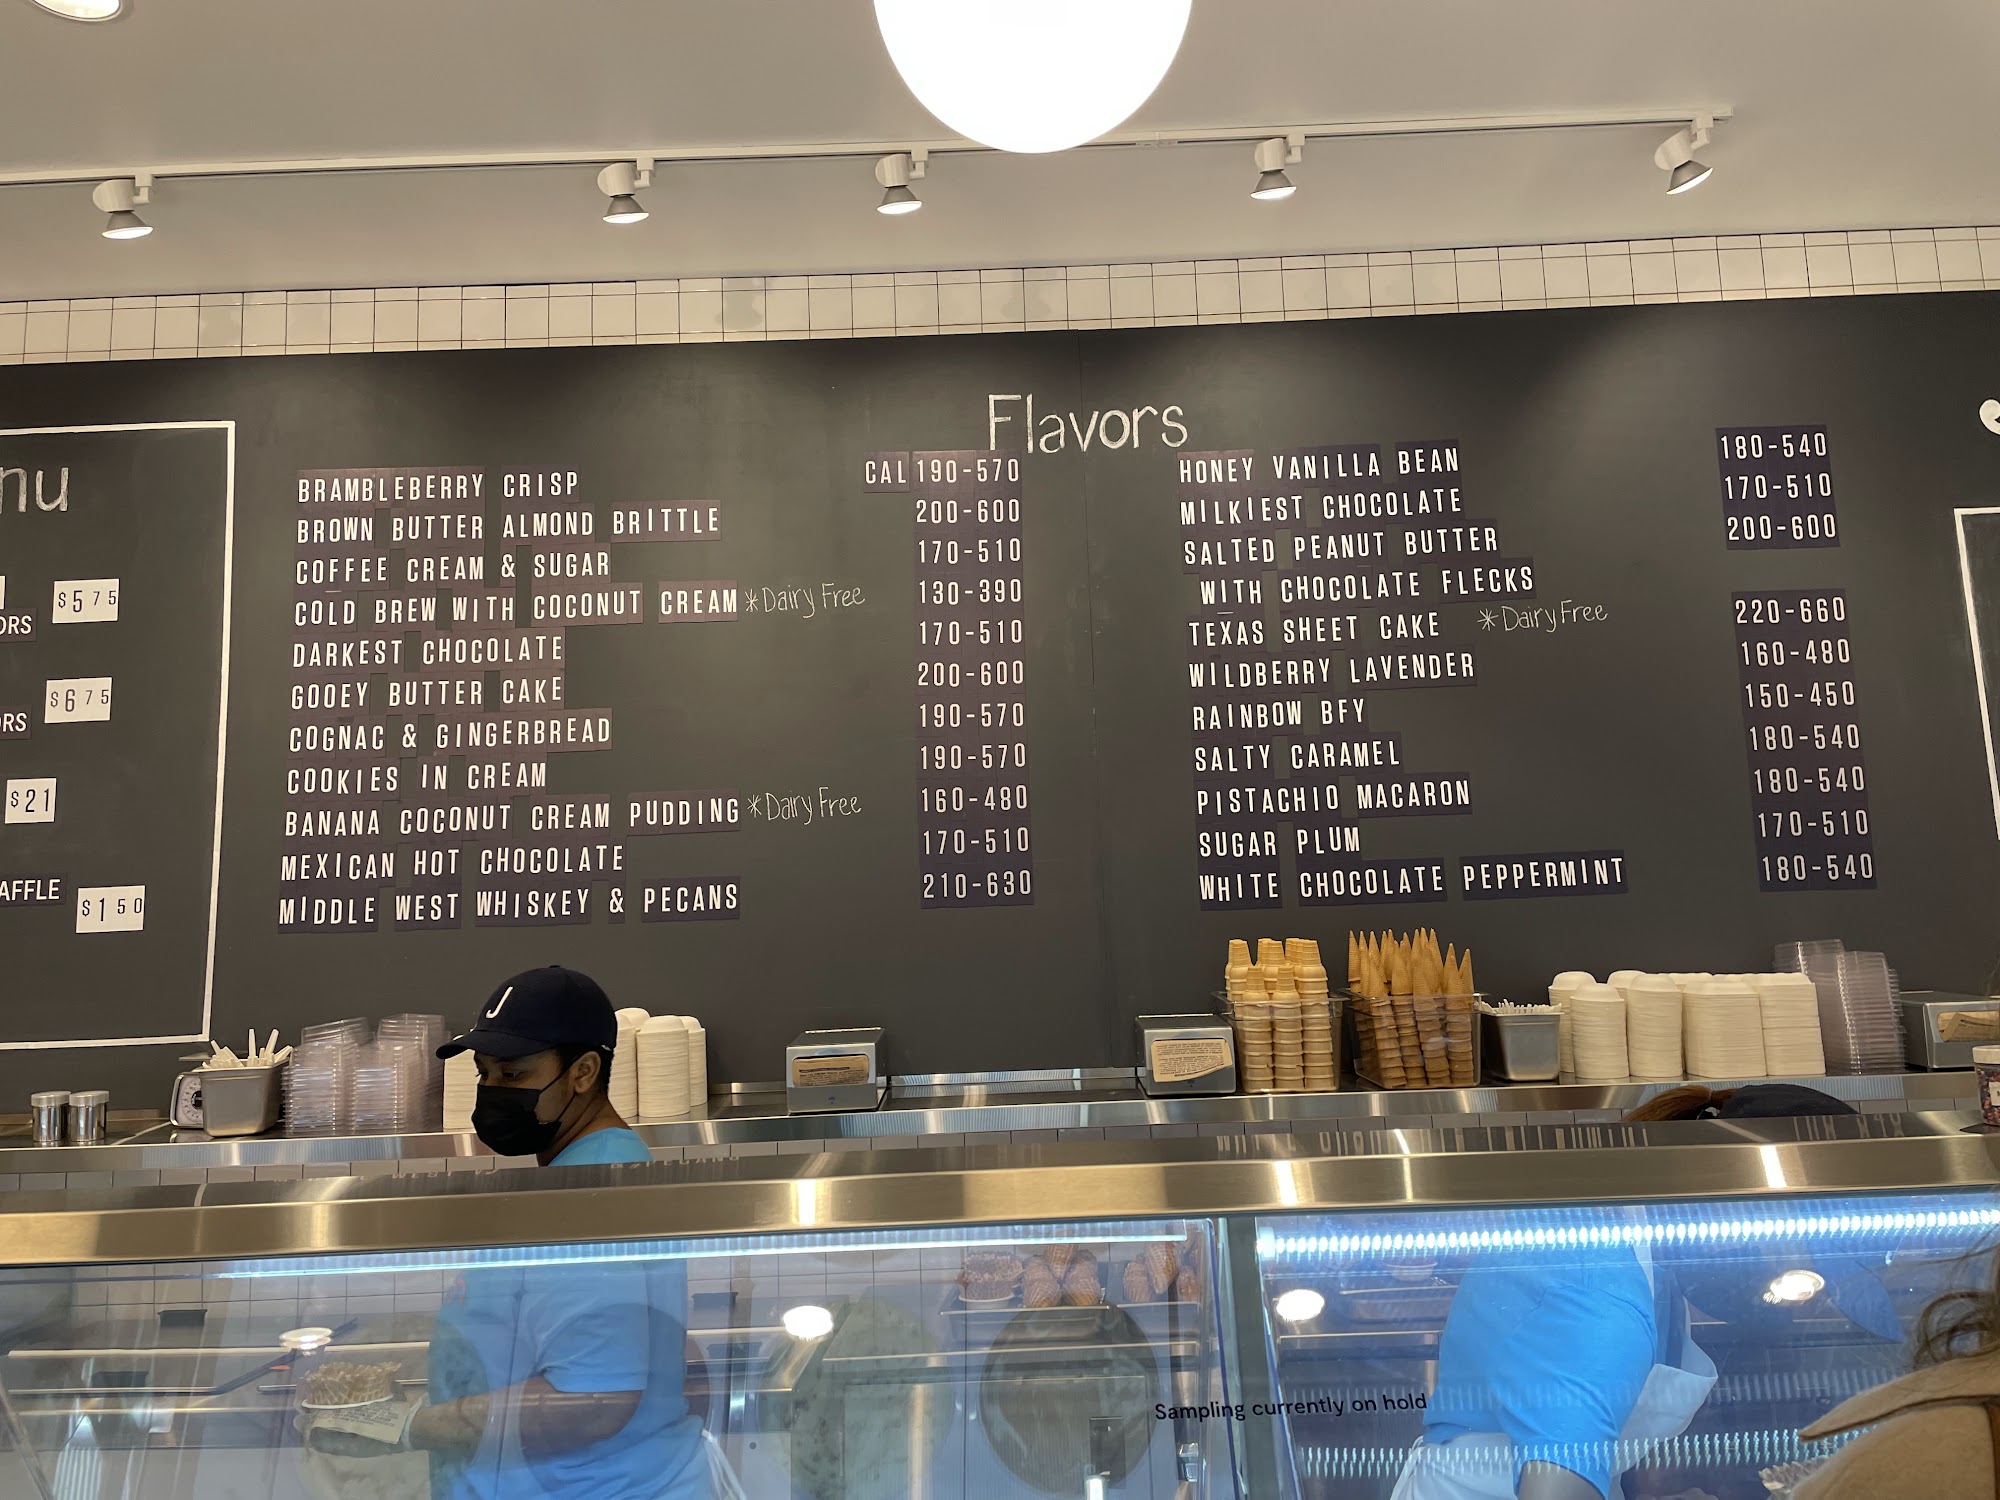 nu
$5 75
ORS
$6 75
ORS
$21
AFFLE
$1 50
Flavors
BRAMBLEBERRY CRISP CAL 190-570
BROWN BUTTER ALMOND BRITTLE 200-600
COFFEE CREAM & SUGAR 170-510
COLD BREW WITH COCONUT CREAM *Dairy Free 130-390
DARKEST CHOCOLATE 170-510
GOOEY BUTTER CAKE 200-600
COGNAC & GINGERBREAD 190-570
COOKIES IN CREAM 190-570
BANANA COCONUT CREAM PUDDING *Dairy Free 160-480
MEXICAN HOT CHOCOLATE 170-510
MIDDLE WEST WHISKEY & PECANS 210-630
HONEY VANILLA BEAN 180-540
MILKIEST CHOCOLATE 170-510
SALTED PEANUT BUTTER 200-600
WITH CHOCOLATE FLECKS
TEXAS SHEET CAKE *Dairy Free 220-660
WILDBERRY LAVENDER 160-480
RAINBOW BFY 150-450
SALTY CARAMEL 180-540
PISTACHIO MACARON 180-540
SUGAR PLUM 170-510
WHITE CHOCOLATE PEPPERMINT 180-540
J
Sampling currently on hold